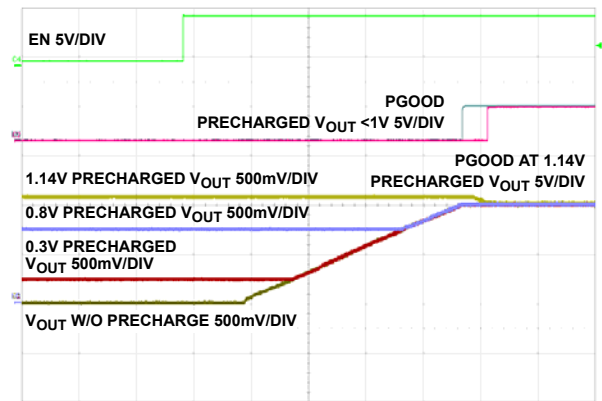 EN 5V/DIV
PGOOD
PRECHARGED VOUT <1V 5V/DIV
PGOOD AT 1.14V
PRECHARGED VOUT 5V/DIV
1.14V PRECHARGED VOUT 500mV/DIV
0.8V PRECHARGED VOUT 500mV/DIV
0.3V PRECHARGED
VOUT 500mV/DIV
VOUT W/O PRECHARGE 500mV/DIV